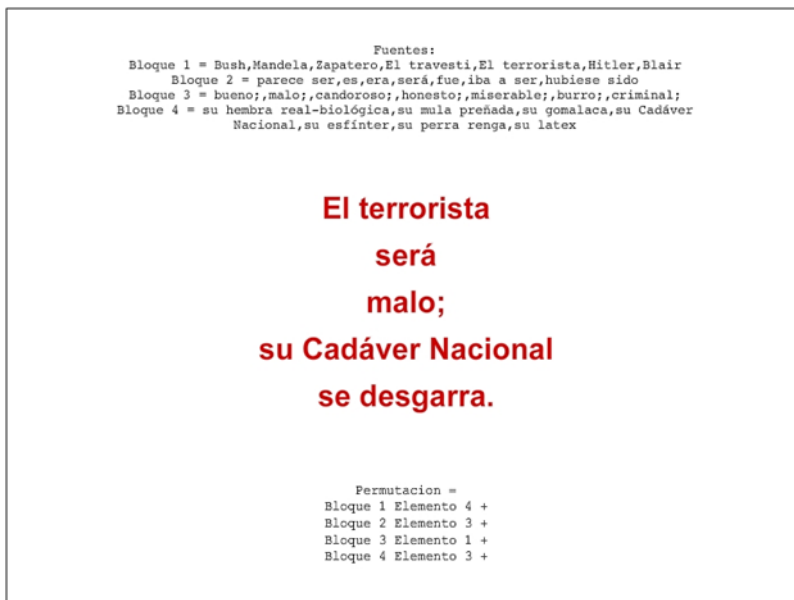 Fuentes:
Bloque 1 = Bush,Mandela,Zapatero,El travesti,El terrorista,Hitler,Blair
Bloque 2 = parece ser,es,era,será,fue,iba a ser,hubiese sido
Bloque 3 = bueno;,malo;,candoroso;,honesto;,miserable;,burro;,criminal;
Bloque 4 = su hembra real-biológica,su mula preñada,su gomalaca,su Cadáver
Nacional,su esfínter,su perra renga,su latex
El terrorista
será
malo;
su Cadáver Nacional
se desgarra.
Permutacion =
Bloque 1 Elemento 4 +
Bloque 2 Elemento 3 +
Bloque 3 Elemento 1 +
Bloque 4 Elemento 3 +